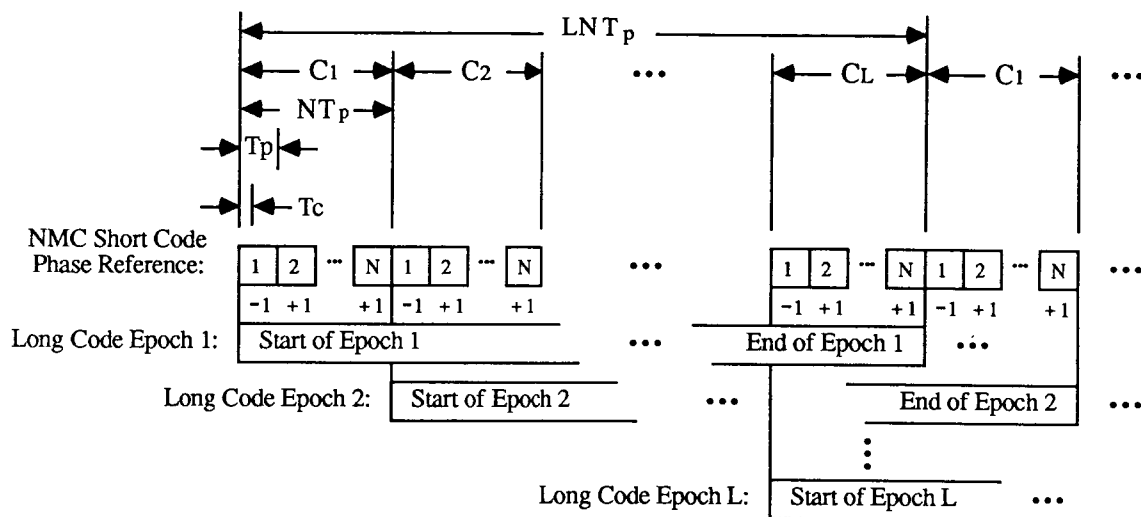 LNTp
C1 C2 ••• CL C1 •••
NTp
Tp
Tc
NMC Short Code
Phase Reference: 1 2 ••• N 1 2 ••• N ••• 1 2 ••• N 1 2 ••• N •••
-1 +1 +1 -1 +1 +1 -1 +1 +1 -1 +1 +1
Long Code Epoch 1: Start of Epoch 1 ••• End of Epoch 1 •••
Long Code Epoch 2: Start of Epoch 2 ••• End of Epoch 2 •••
Long Code Epoch L: Start of Epoch L •••